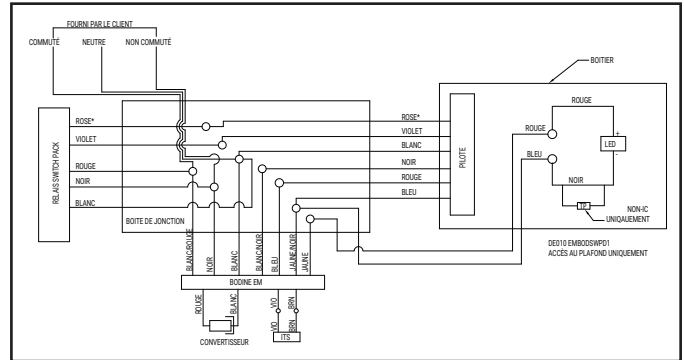 FOURNI PAR LE CLIENT
COMMUTÉ
NEUTRE
NON COMMUTÉ
BOITIER
RELAIS SWITCH PACK
ROSE*
VIOLET
ROUGE
NOIR
BLANC
BOITE DE JONCTION
ROSE*
VIOLET
BLANC
NOIR
ROUGE
BLEU
PILOTE
ROUGE
ROUGE
BLEU
+
LED
-
NOIR
TP
NON-IC
UNIQAUEMENT
DE010 EMBODSWPD1
ACCÈS AU PLAFOND UNIQUEMENT
BLANC/ROUGE
NOIR
BLANC
BLANC/NOIR
BLEU
JAUNE/NOIR
JAUNE
BODINE EM
ROUGE
BLANC
VIO
BRN
VIO
BRN
CONVERTISSEUR
ITS